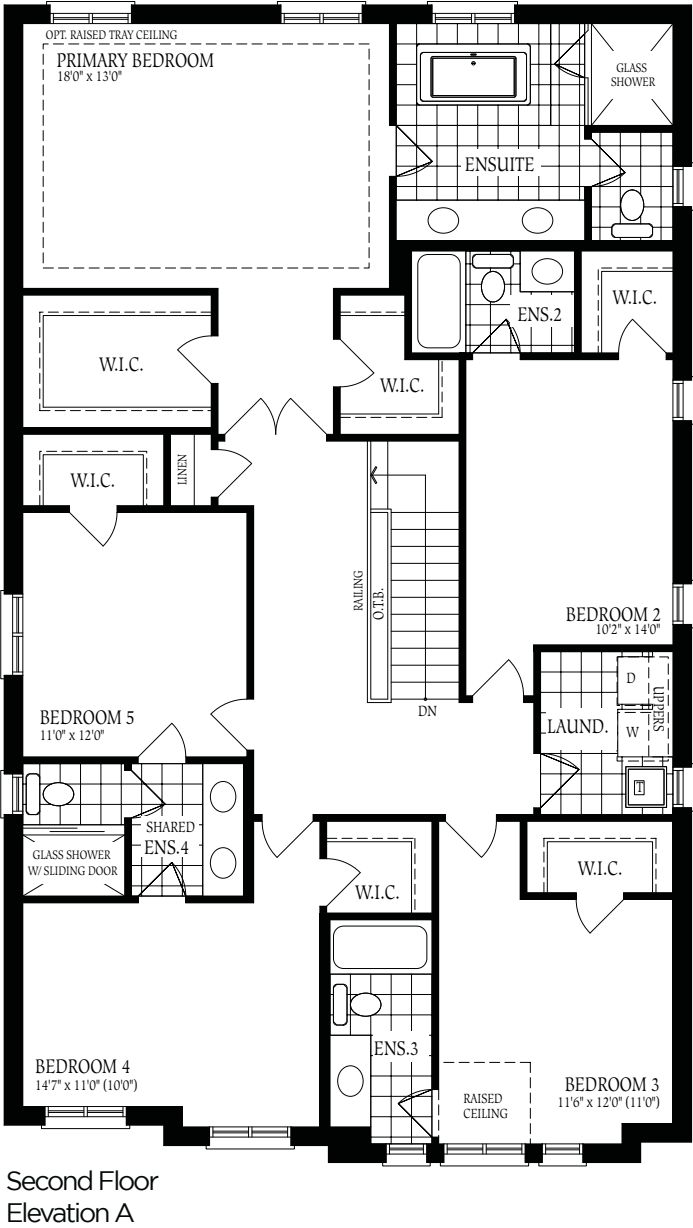 OPT. RAISED TRAY CEILING
PRIMARY BEDROOM
18'0" x 13'0"
GLASS
SHOWER
ENSUITE
W.I.C.
ENS.2
W.I.C.
W.I.C.
W.I.C.
LINEN
RAILING
O.T.B.
BEDROOM 2
10'2" x 14'0"
DN
D
UPPERS
W
LAUND.
T
BEDROOM 5
11'0" x 12'0"
SHARED
ENS.4
GLASS SHOWER
W/ SLIDING DOOR
W.I.C.
W.I.C.
ENS.3
BEDROOM 4
14'7" x 11'0" (10'0")
RAISED
CEILING
BEDROOM 3
11'6" x 12'0" (11'0")
Second Floor
Elevation A